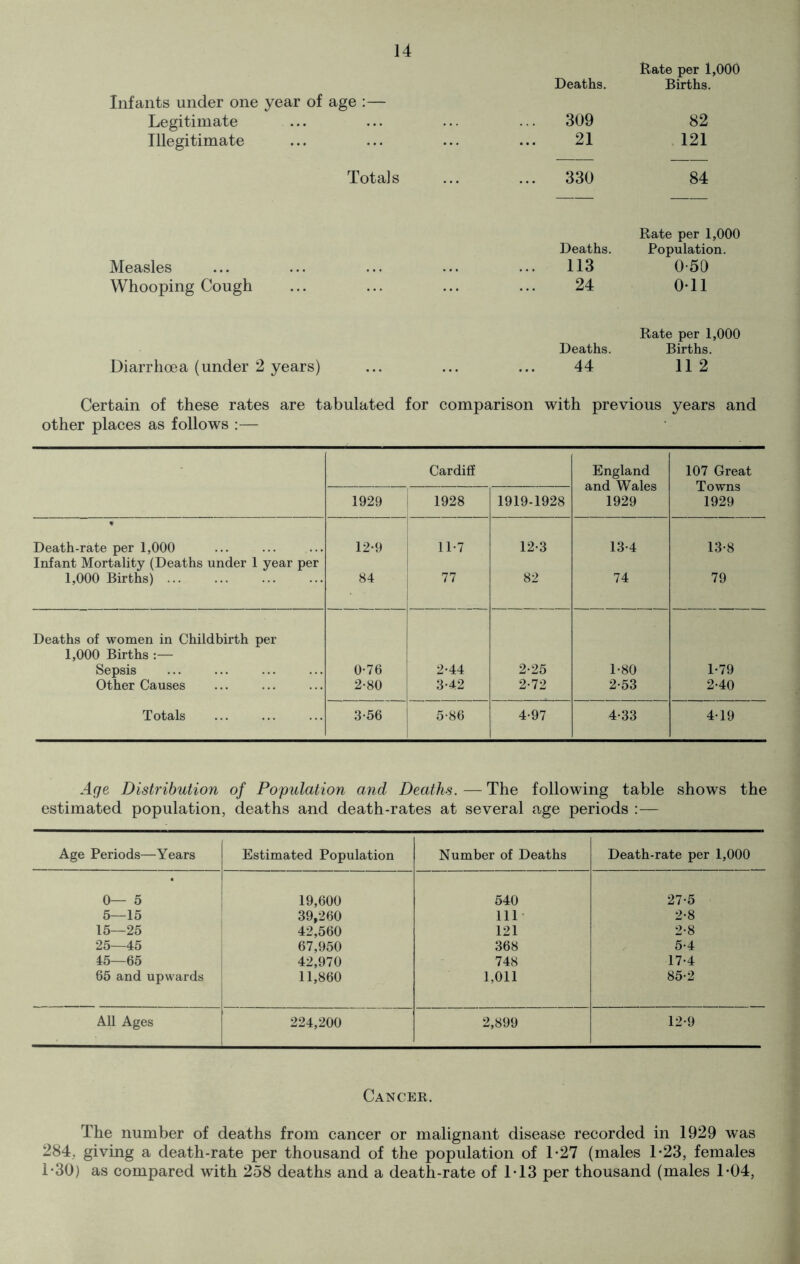 14
Deaths. Rate per 1,000 Births.
Infants under one year of age :—
Legitimate ... ... ... ... 309 82
Illegitimate ... ... ... ... 21 121
Totals ... ... 330 84
Deaths. Rate per 1,000 Population.
Measles ... ... ... ... ... 113 0·50
Whooping Cough ... ... ... ... ... 24 0·11
Deaths. Rate per 1,000 Births.
Diarrhœa (under 2 years) ... ... ... 44 11 2
Certain of these rates are tabulated for comparison with previous years and
other places as follows :—
Cardiff England and Wales 1929 107 Great Towns 1929
1929 1928 1919-1928
Death-rate per 1,000 ... ... ... 12·9 11·7 12·3 13·4 13·8
Infant Mortality (Deaths under 1 year per
1,000 Births) ... ... ... ... 84 77 82 74 79
Deaths of women in Childbirth per
1,000 Births :—
Sepsis ... ... ... ... 0·76 2·44 2·25 1·80 1·79
Other Causes ... ... ... 2·80 3·42 2·72 2·53 2·40
Totals ... ... ... 3·56 5·86 4·97 4·33 4·19
Age Distribution of Population and Deaths. — The following table shows the
estimated population, deaths and death-rates at several age periods :—
Age Periods—Years Estimated Population Number of Deaths Death-rate per 1,000
0— 5 19,600 540 27·5
5—15 39,260 111 2·8
15—25 42,560 121 2·8
25—45 67,950 368 5·4
45—65 42,970 748 17·4
65 and upwards 11,860 1,011 85·2
All Ages 224,200 2,899 12·9
CANCER.
The number of deaths from cancer or malignant disease recorded in 1929 was
284, giving a death-rate per thousand of the population of 1·27 (males 1·23, females
1·30) as compared with 258 deaths and a death-rate of 1·13 per thousand (males 1·04,